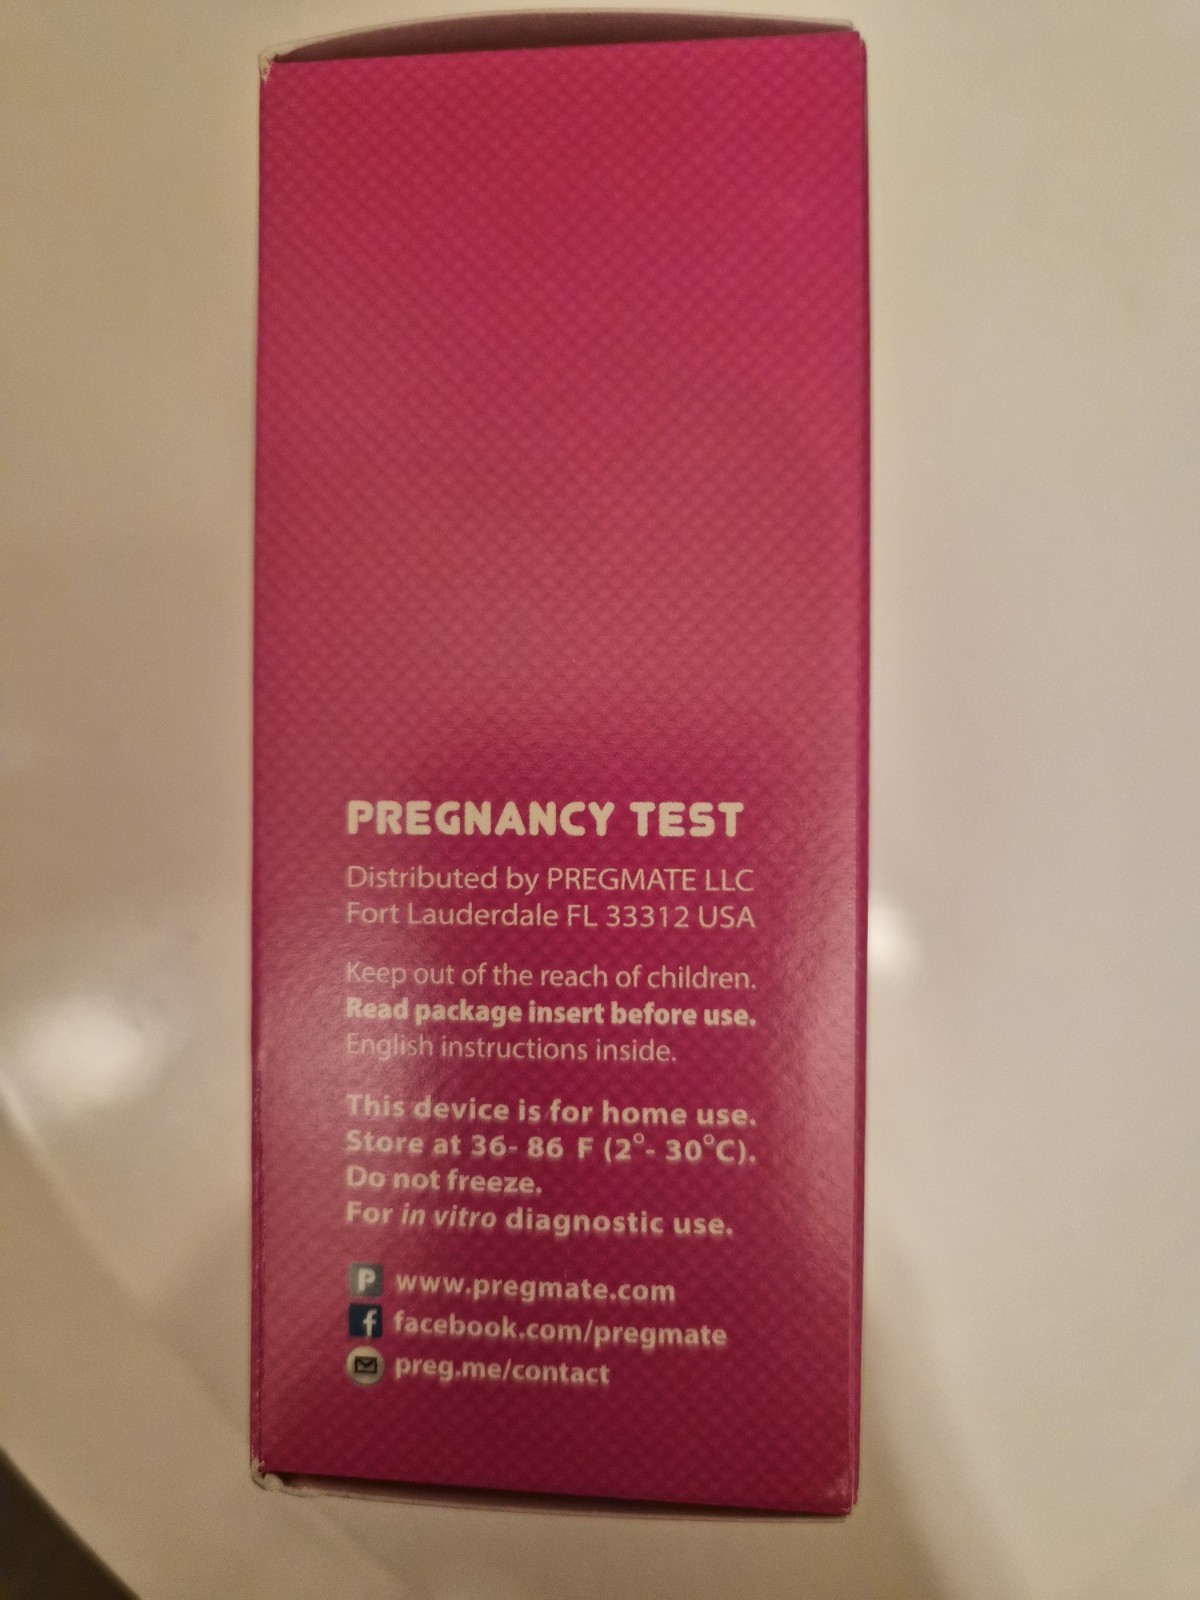 PREGNANCY TEST
Distributed by PREGMATE LLC
Fort Lauderdale FL 33312 USA
Keep out of the reach of children.
Read package insert before use.
English instructions inside.
This device is for home use.
Store at 36- 86 F (2°- 30°C).
Do not freeze.
For in vitro diagnostic use.
P www.pregmate.com
f facebook.com/pregmate
preg.me/contact